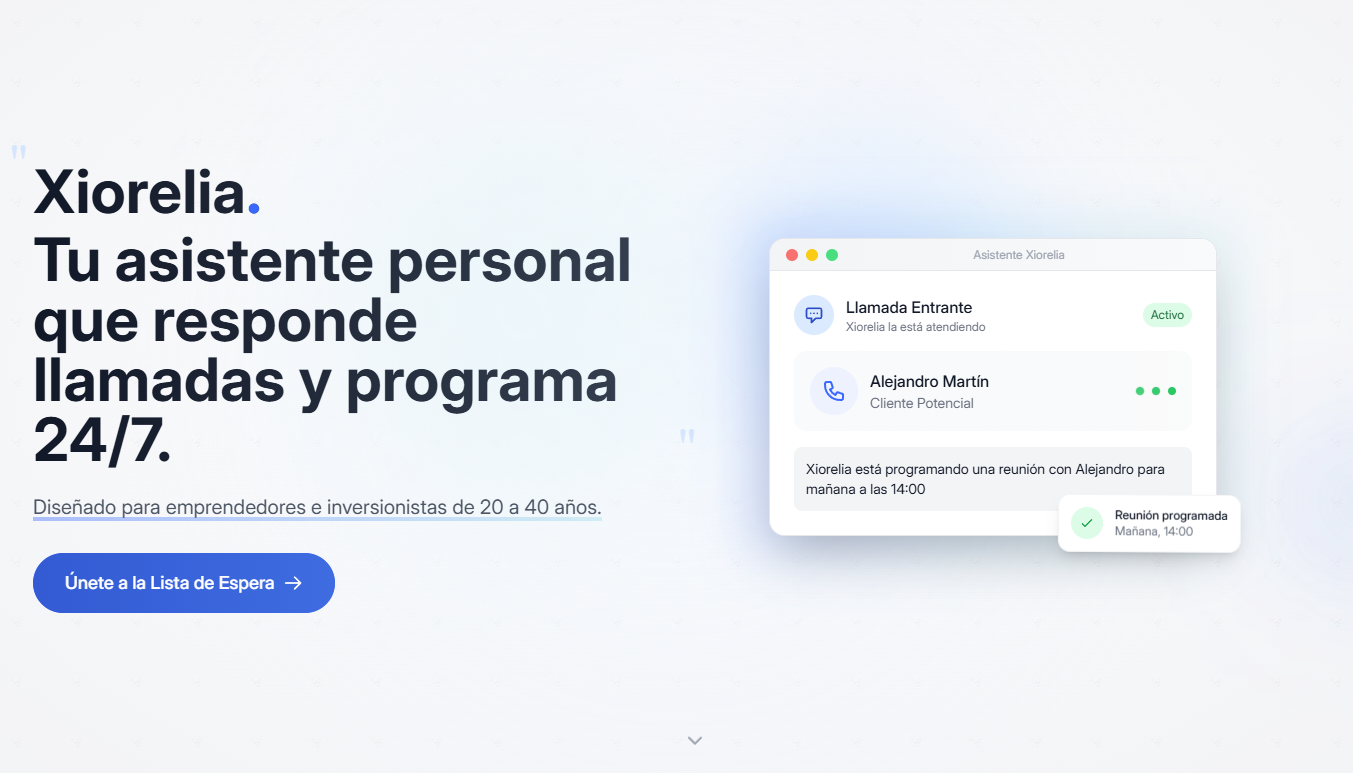 "
Xiorelia.
Tu asistente personal
que responde
llamadas y programa
24/7.
"
Diseñado para emprendedores e inversionistas de 20 a 40 años.
Únete a la Lista de Espera →
Asistente Xiorelia
Llamada Entrante
Xiorelia la está atendiendo
Activo
Alejandro Martín
Cliente Potencial
Xiorelia está programando una reunión con Alejandro para
mañana a las 14:00
Reunión programada
Mañana, 14:00